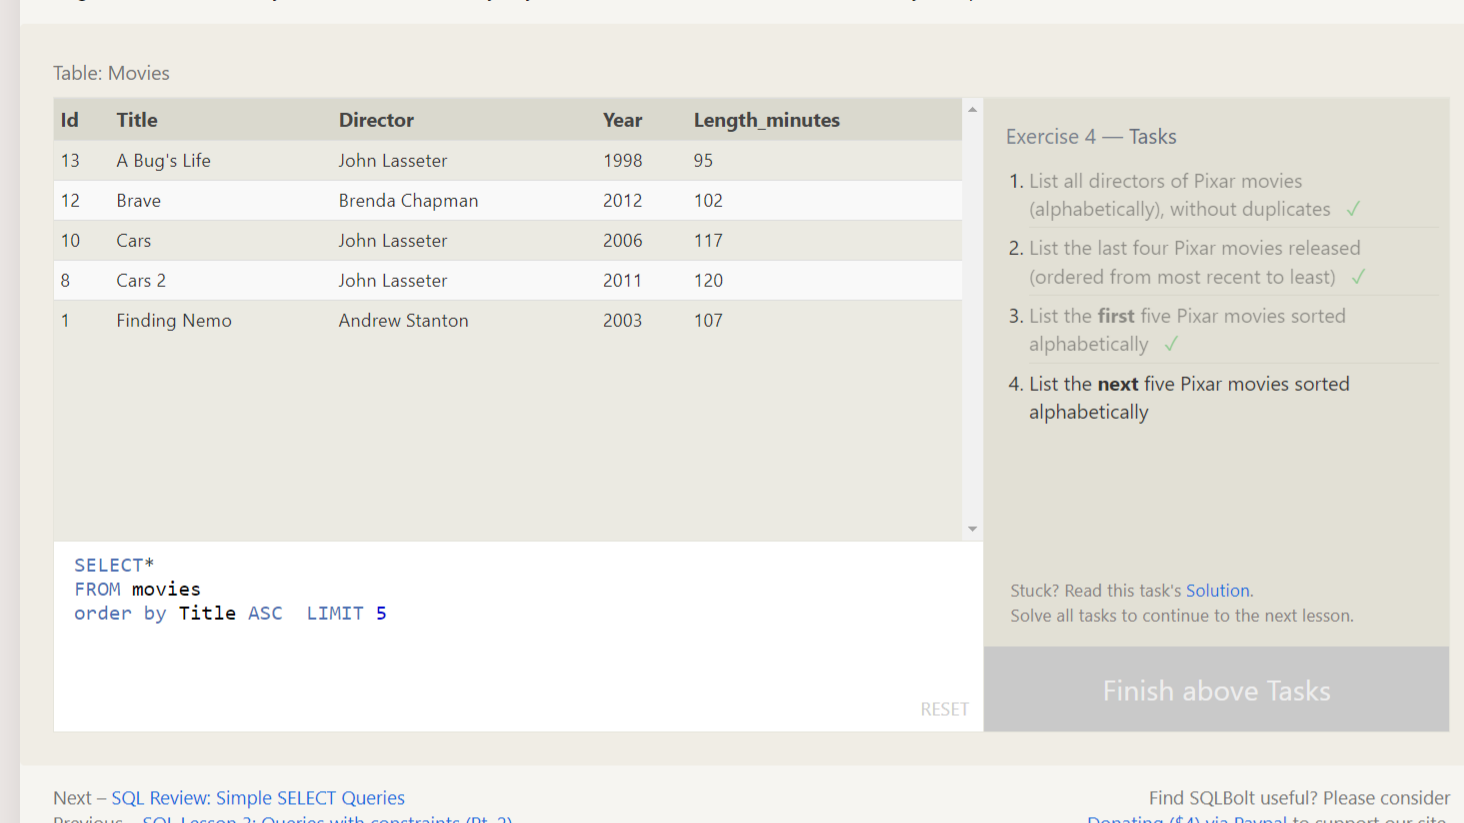 Table: Movies
Id Title Director Year Length_minutes
13 A Bug's Life John Lasseter 1998 95
12 Brave Brenda Chapman 2012 102
10 Cars John Lasseter 2006 117
8 Cars 2 John Lasseter 2011 120
1 Finding Nemo Andrew Stanton 2003 107
SELECT*
FROM movies
order by Title ASC  LIMIT 5
RESET
Exercise 4 — Tasks
1. List all directors of Pixar movies
(alphabetically), without duplicates ✓
2. List the last four Pixar movies released
(ordered from most recent to least) ✓
3. List the first five Pixar movies sorted
alphabetically ✓
4. List the next five Pixar movies sorted
alphabetically
Stuck? Read this task's Solution.
Solve all tasks to continue to the next lesson.
Finish above Tasks
Next – SQL Review: Simple SELECT Queries
Previous – SQL Lesson 3: Queries with constraints (Pt. 2)
Find SQLBolt useful? Please consider
Donating ($4) via Paypal to support our site.